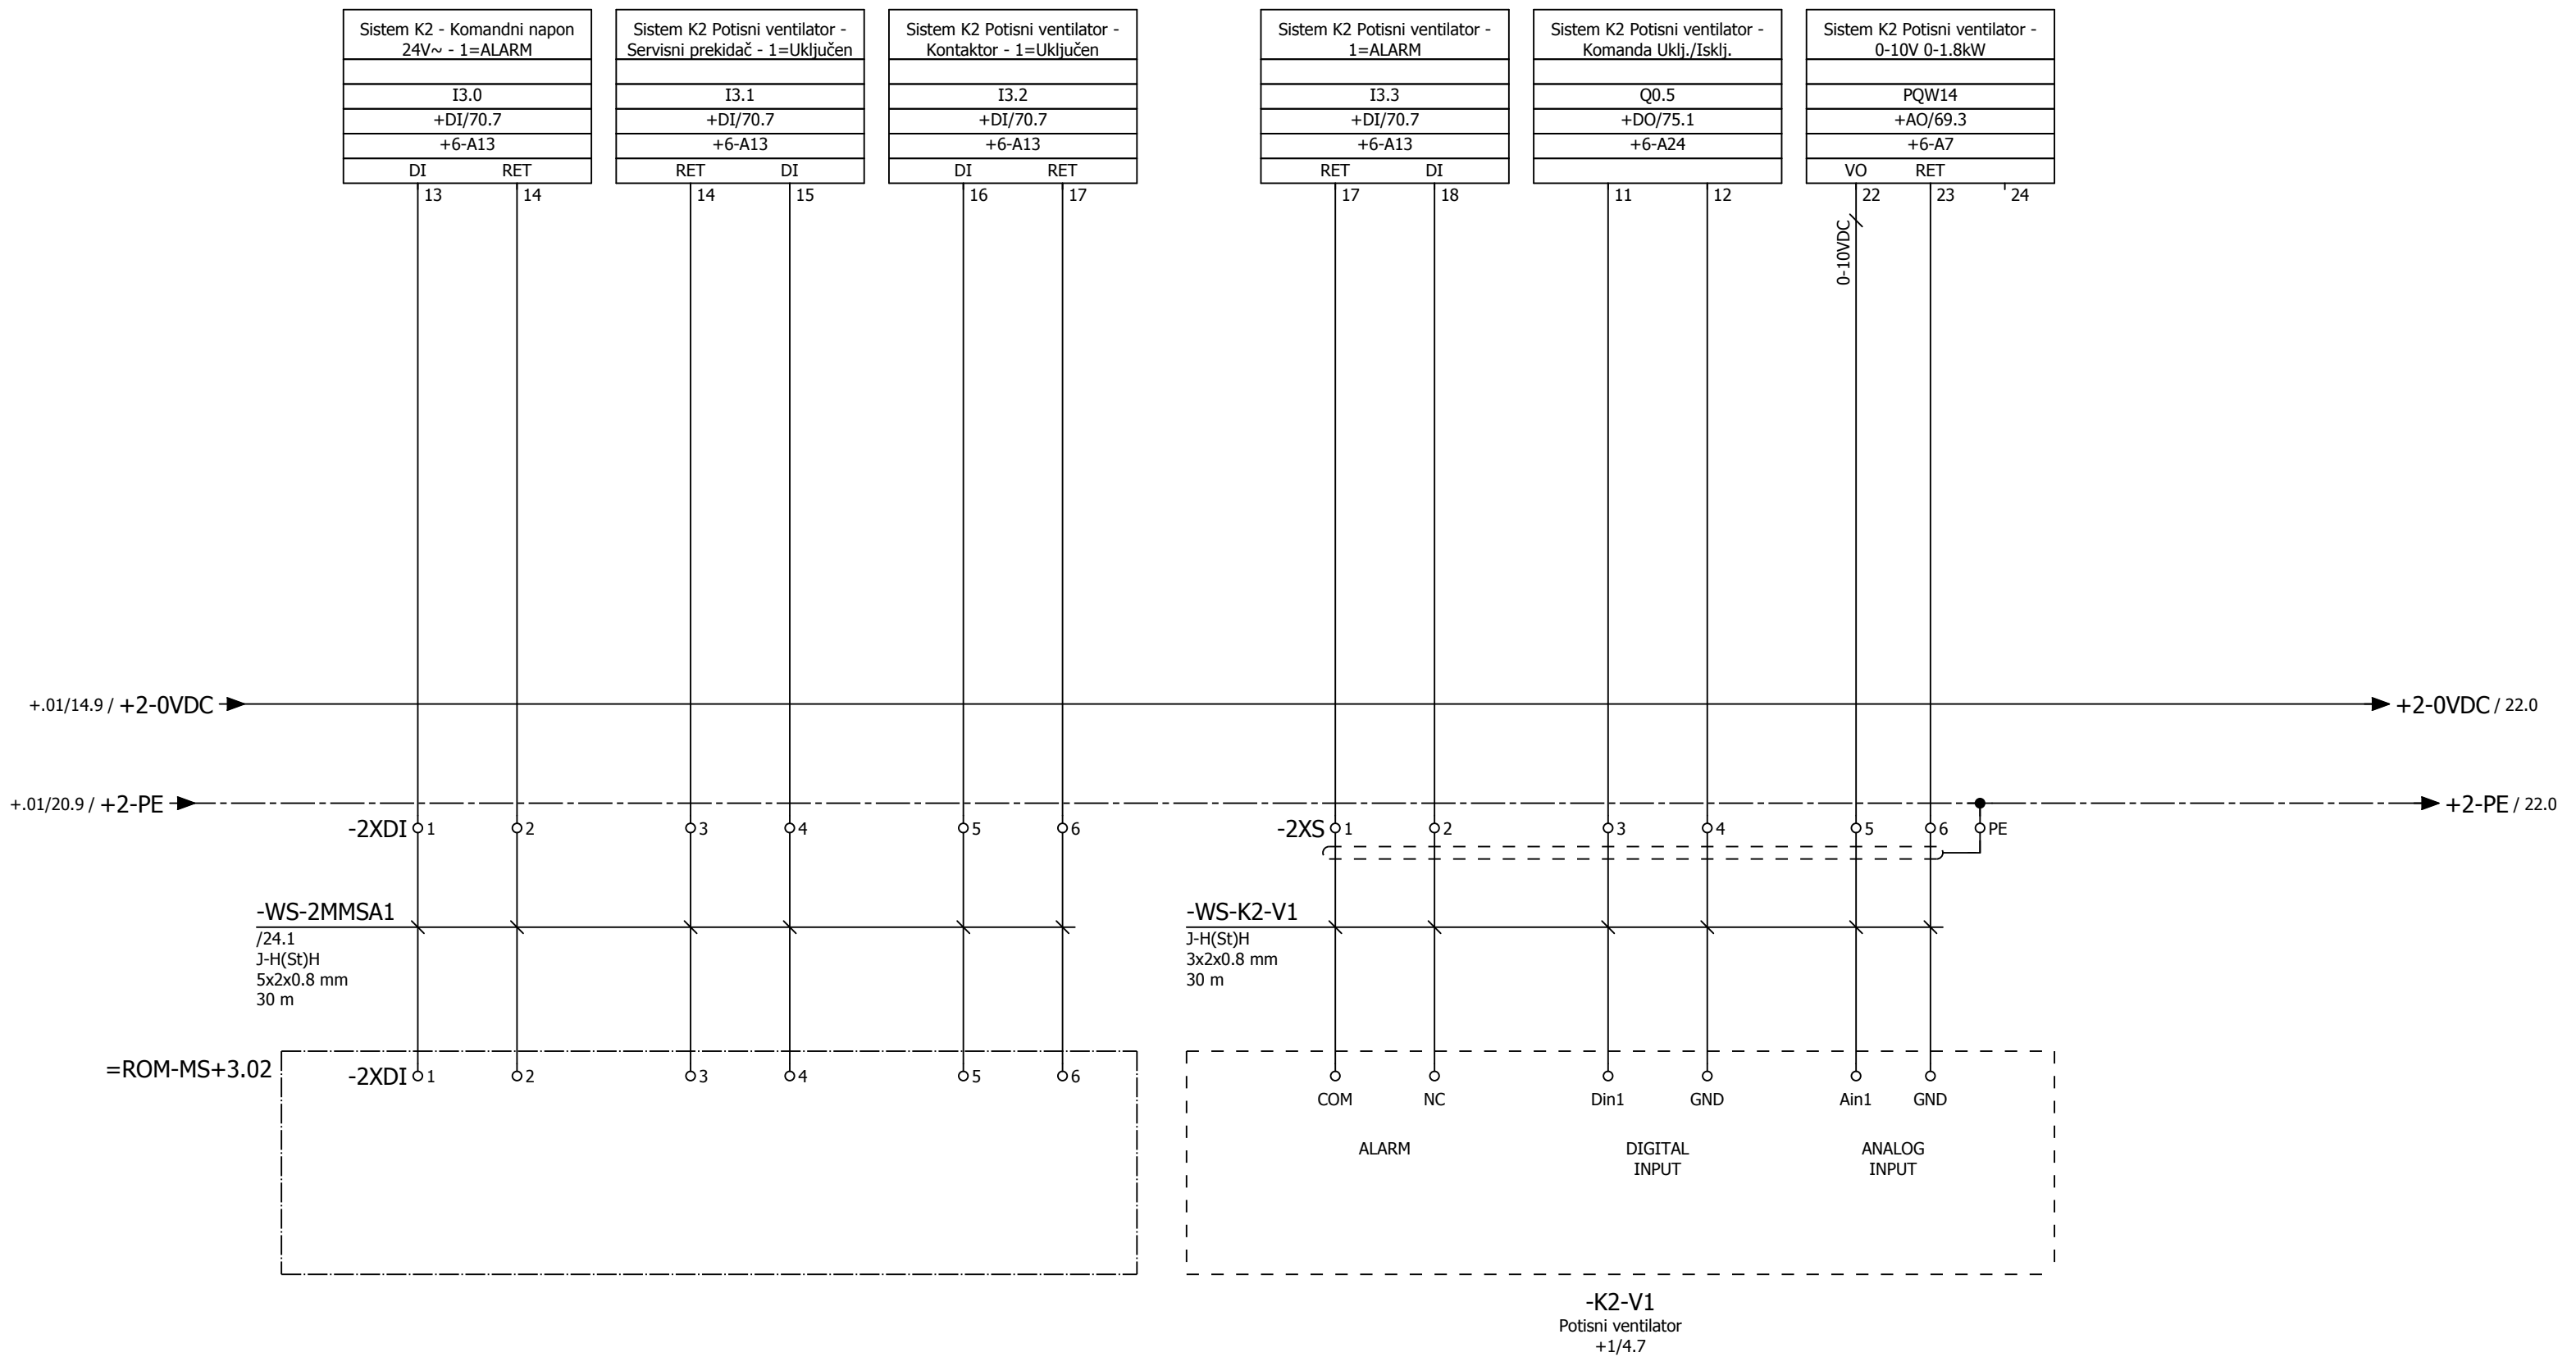 Sistem K2 - Komandni napon
24V~ - 1=ALARM
I3.0
+DI/70.7
+6-A13
DI RET
13 14
Sistem K2 Potisni ventilator -
Servisni prekidač - 1=Uključen
I3.1
+DI/70.7
+6-A13
RET DI
14 15
Sistem K2 Potisni ventilator -
Kontaktor - 1=Uključen
I3.2
+DI/70.7
+6-A13
DI RET
16 17
Sistem K2 Potisni ventilator -
1=ALARM
I3.3
+DI/70.7
+6-A13
RET DI
17 18
Sistem K2 Potisni ventilator -
Komanda Uklj./Isklj.
Q0.5
+DO/75.1
+6-A24
11 12
Sistem K2 Potisni ventilator -
0-10V 0-1.8kW
PQW14
+AO/69.3
+6-A7
VO RET
22 23 24
0-10VDC
+.01/14.9 / +2-0VDC
+2-0VDC / 22.0
+.01/20.9 / +2-PE
+2-PE / 22.0
-2XDI 1 2 3 4 5 6
-2XS 1 2 3 4 5 6 PE
-WS-2MMSA1
/24.1
J-H(St)H
5x2x0.8 mm
30 m
-WS-K2-V1
J-H(St)H
3x2x0.8 mm
30 m
=ROM-MS+3.02
-2XDI 1 2 3 4 5 6
COM NC Din1 GND Ain1 GND
ALARM
DIGITAL
INPUT
ANALOG
INPUT
-K2-V1
Potisni ventilator
+1/4.7